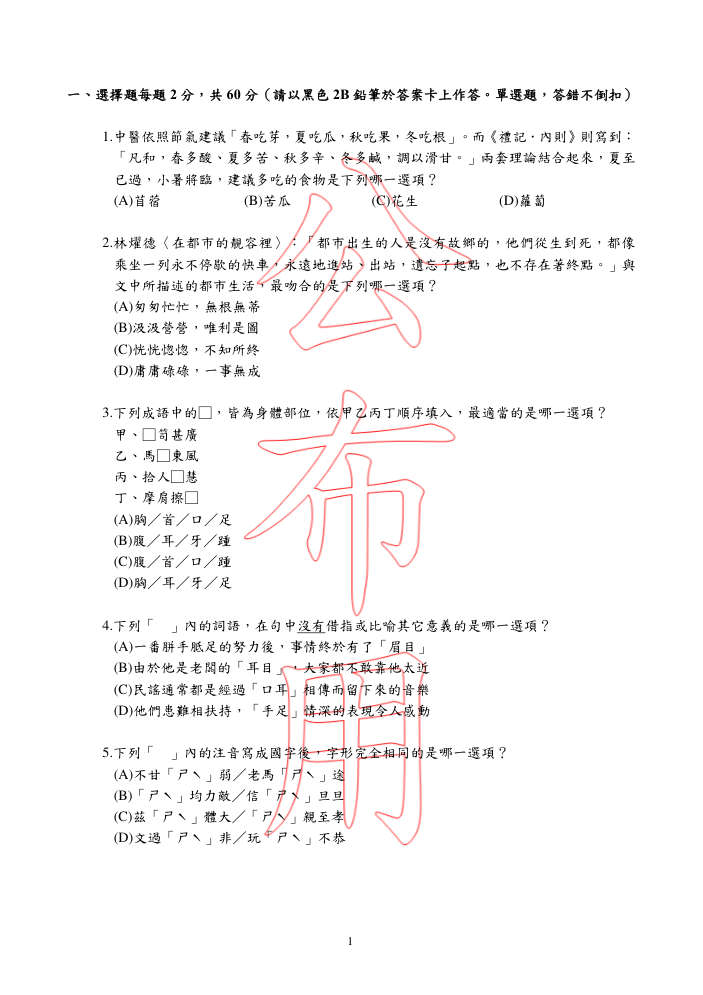 一、選擇題每題 2 分，共 60 分（請以黑色 2B 鉛筆於答案卡上作答。單選題，答錯不倒扣）
1.中醫依照節氣建議「春吃芽，夏吃瓜，秋吃果，冬吃根」。而《禮記．內則》則寫到：
「凡和，春多酸、夏多苦、秋多辛、冬多鹹，調以滑甘。」兩套理論結合起來，夏至
已過，小暑將臨，建議多吃的食物是下列哪一選項？
(A)苜蓿 (B)苦瓜 (C)花生 (D)蘿蔔
2.林燿德〈在都市的靚容裡〉：「都市出生的人是沒有故鄉的，他們從生到死，都像
乘坐一列永不停歇的快車，永遠地進站、出站，遺忘了起點，也不存在著終點。」與
文中所描述的都市生活，最吻合的是下列哪一選項？
(A)匆匆忙忙，無根無蒂
(B)汲汲營營，唯利是圖
(C)恍恍惚惚，不知所終
(D)庸庸碌碌，一事無成
3.下列成語中的□，皆為身體部位，依甲乙丙丁順序填入，最適當的是哪一選項？
甲、□笥甚廣
乙、馬□東風
丙、拾人□慧
丁、摩肩擦□
(A)胸／首／口／足
(B)腹／耳／牙／踵
(C)腹／首／口／踵
(D)胸／耳／牙／足
4.下列「　」內的詞語，在句中沒有借指或比喻其它意義的是哪一選項？
(A)一番胼手胝足的努力後，事情終於有了「眉目」
(B)由於他是老闆的「耳目」，大家都不敢靠他太近
(C)民謠通常都是經過「口耳」相傳而留下來的音樂
(D)他們患難相扶持，「手足」情深的表現令人感動
5.下列「　」內的注音寫成國字後，字形完全相同的是哪一選項？
(A)不甘「ㄕˋ」弱／老馬「ㄕˋ」途
(B)「ㄕˋ」均力敵／信「ㄕˋ」旦旦
(C)茲「ㄕˋ」體大／「ㄕˋ」親至孝
(D)文過「ㄕˋ」非／玩「ㄕˋ」不恭
公布用
1